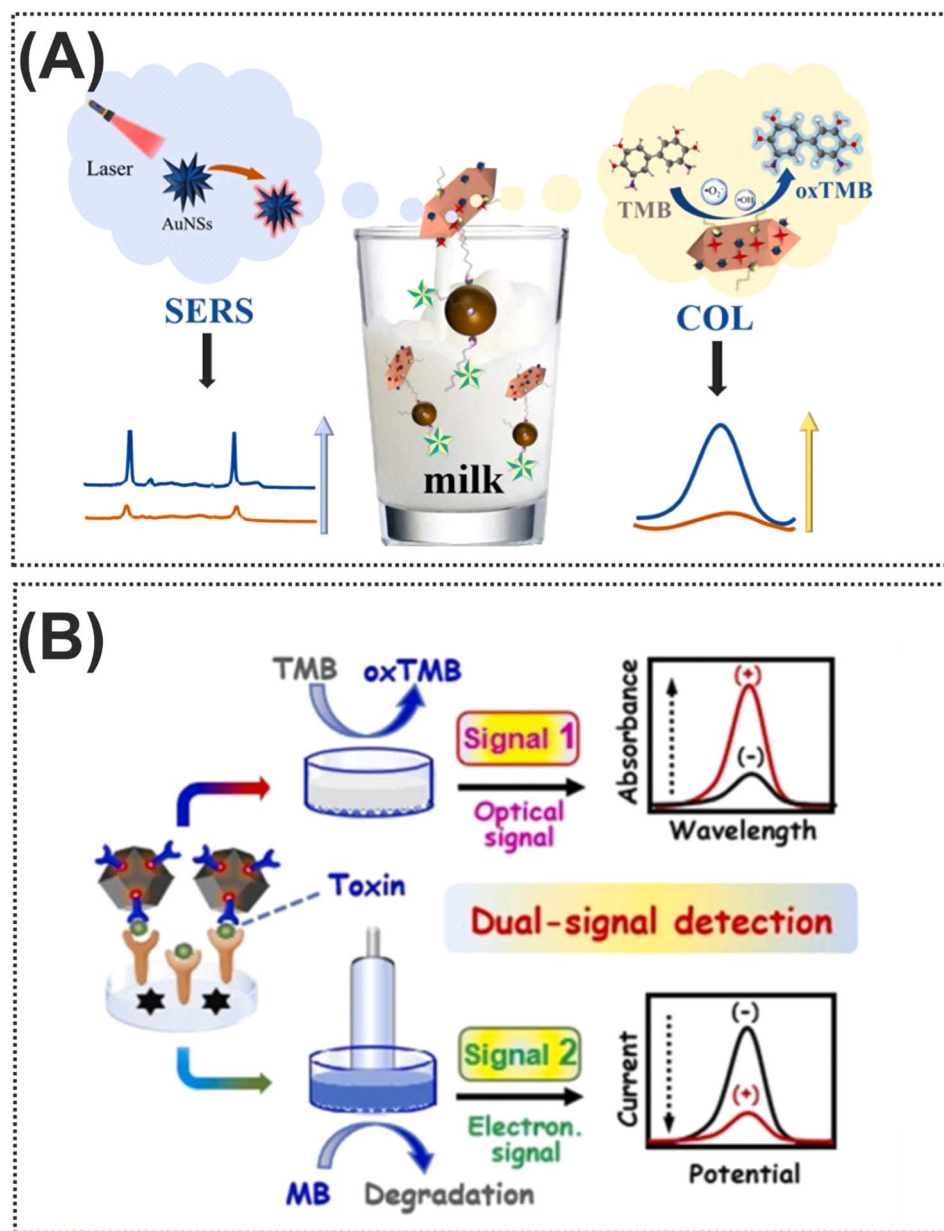 (A)
Laser
AuNSs
SERS
milk
TMB
•O₂⁻
•OH
oxTMB
COL
(B)
TMB oxTMB
Signal 1
Optical
signal
Absorbance
(+)
(-)
Wavelength
Toxin
Dual-signal detection
Signal 2
Electron.
signal
MB Degradation
Current
(-)
(+)
Potential